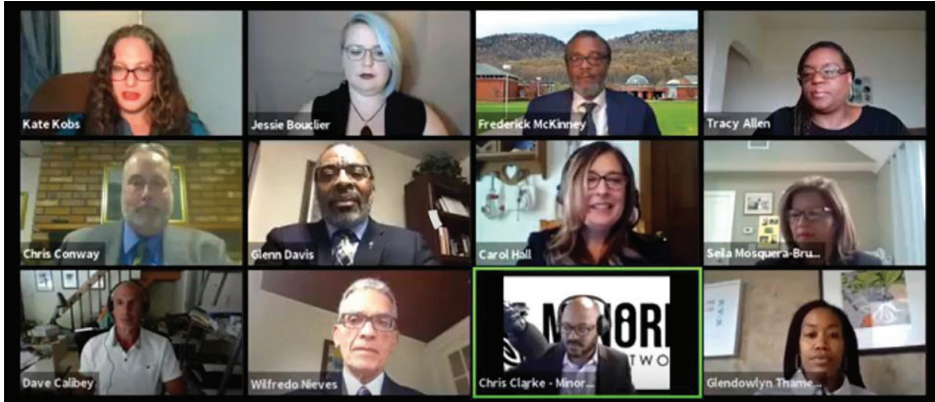 Kate Kobs
Jessie Bouclier
Frederick McKinney
Tracy Allen
Chris Conway
Glenn Davis
Carol Hall
Seila Mosquera-Bru...
Dave Calibey
Wilfredo Nieves
Chris Clarke - Minor...
Glendowlyn Thame...